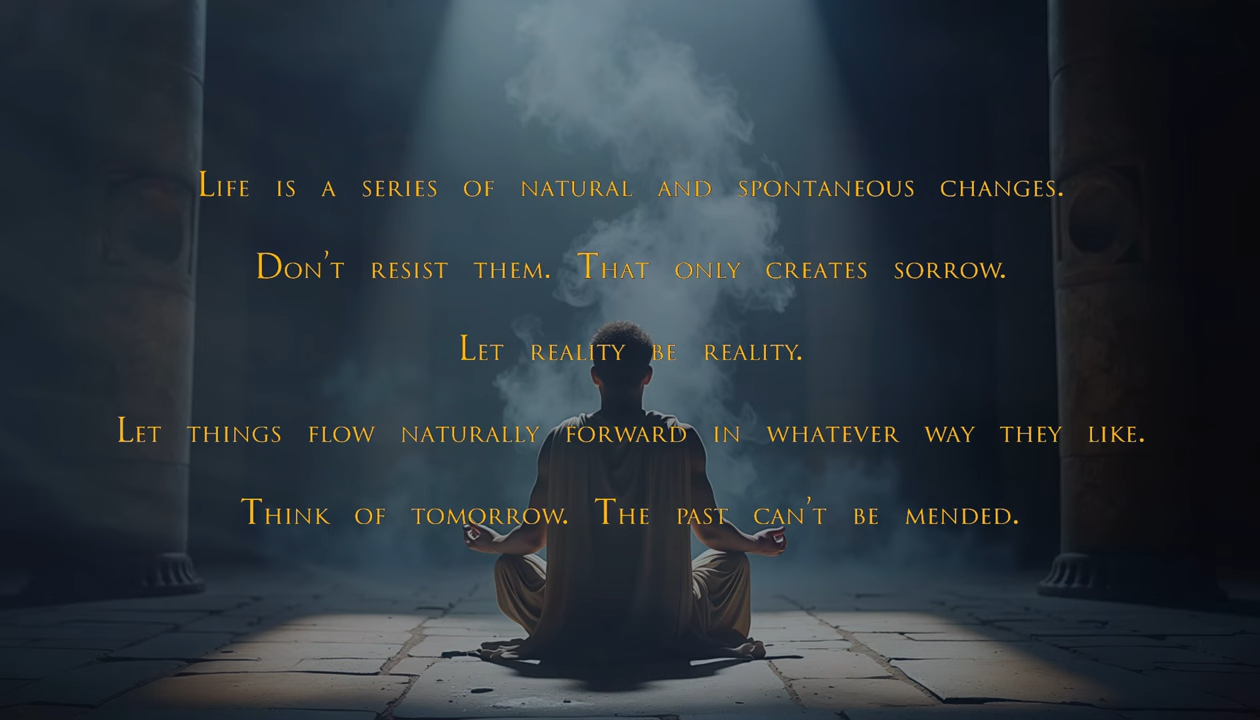 Life is a series of natural and spontaneous changes.
Don't resist them. That only creates sorrow.
Let reality be reality.
Let things flow naturally forward in whatever way they like.
Think of tomorrow. The past can't be mended.